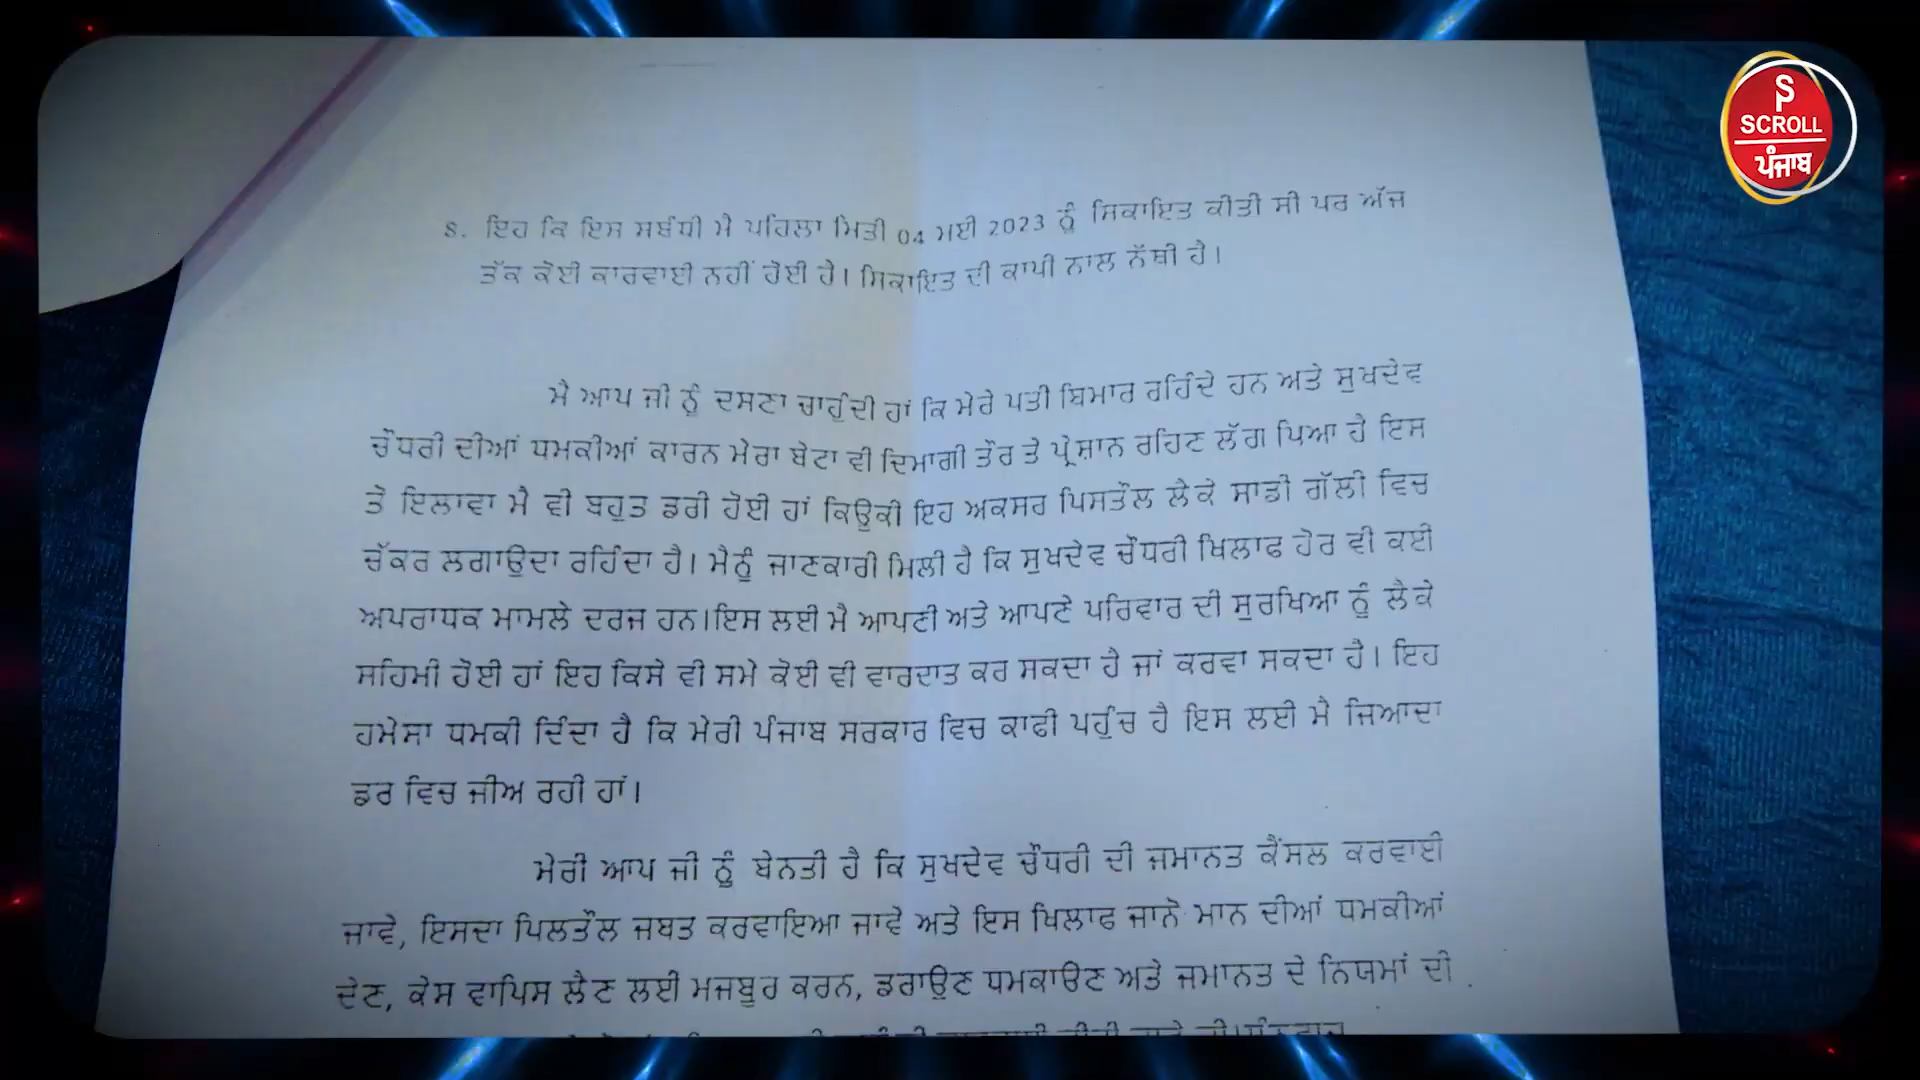 SP
SCROLL
ਪੰਜਾਬ
8. ਇਹ ਕਿ ਇਸ ਸਬੰਧੀ ਮੈ ਪਹਿਲਾ ਮਿਤੀ 04 ਮਈ 2023 ਨੂੰ ਸਿਕਾਇਤ ਕੀਤੀ ਸੀ ਪਰ ਅੱਜ
ਤੱਕ ਕੋਈ ਕਾਰਵਾਈ ਨਹੀਂ ਹੋਈ ਹੈ। ਸਿਕਾਇਤ ਦੀ ਕਾਪੀ ਨਾਲ ਨੱਥੀ ਹੈ।
ਮੈ ਆਪ ਜੀ ਨੂੰ ਦਸਣਾ ਚਾਹੁੰਦੀ ਹਾਂ ਕਿ ਮੇਰੇ ਪਤੀ ਬਿਮਾਰ ਰਹਿੰਦੇ ਹਨ ਅਤੇ ਸੁਖਦੇਵ
ਚੌਧਰੀ ਦੀਆਂ ਧਮਕੀਆਂ ਕਾਰਨ ਮੇਰਾ ਬੇਟਾ ਵੀ ਦਿਮਾਗੀ ਤੌਰ ਤੇ ਪ੍ਰੇਸ਼ਾਨ ਰਹਿਣ ਲੱਗ ਪਿਆ ਹੈ ਇਸ
ਤੋ ਇਲਾਵਾ ਮੈ ਵੀ ਬਹੁਤ ਡਰੀ ਹੋਈ ਹਾਂ ਕਿਉਕੀ ਇਹ ਅਕਸਰ ਪਿਸਤੌਲ ਲੈਕੇ ਸਾਡੀ ਗੱਲੀ ਵਿਚ
ਚੱਕਰ ਲਗਾਉਦਾ ਰਹਿੰਦਾ ਹੈ। ਮੈਨੂੰ ਜਾਣਕਾਰੀ ਮਿਲੀ ਹੈ ਕਿ ਸੁਖਦੇਵ ਚੌਧਰੀ ਖਿਲਾਫ ਹੋਰ ਵੀ ਕਈ
ਅਪਰਾਧਕ ਮਾਮਲੇ ਦਰਜ ਹਨ।ਇਸ ਲਈ ਮੈ ਆਪਣੀ ਅਤੇ ਆਪਣੇ ਪਰਿਵਾਰ ਦੀ ਸੁਰਖਿਆ ਨੂੰ ਲੈਕੇ
ਸਹਿਮੀ ਹੋਈ ਹਾਂ ਇਹ ਕਿਸੇ ਵੀ ਸਮੇ ਕੋਈ ਵੀ ਵਾਰਦਾਤ ਕਰ ਸਕਦਾ ਹੈ ਜਾਂ ਕਰਵਾ ਸਕਦਾ ਹੈ। ਇਹ
ਹਮੇਸਾ ਧਮਕੀ ਦਿੰਦਾ ਹੈ ਕਿ ਮੇਰੀ ਪੰਜਾਬ ਸਰਕਾਰ ਵਿਚ ਕਾਫੀ ਪਹੁੰਚ ਹੈ ਇਸ ਲਈ ਮੈ ਜਿਆਦਾ
ਡਰ ਵਿਚ ਜੀਅ ਰਹੀ ਹਾਂ।
ਮੇਰੀ ਆਪ ਜੀ ਨੂੰ ਬੇਨਤੀ ਹੈ ਕਿ ਸੁਖਦੇਵ ਚੌਧਰੀ ਦੀ ਜਮਾਨਤ ਕੈਂਸਲ ਕਰਵਾਈ
ਜਾਵੇ, ਇਸਦਾ ਪਿਲਤੌਲ ਜਬਤ ਕਰਵਾਇਆ ਜਾਵੇ ਅਤੇ ਇਸ ਖਿਲਾਫ ਜਾਨੋ ਮਾਨ ਦੀਆਂ ਧਮਕੀਆਂ
ਦੇਣ, ਕੇਸ ਵਾਪਿਸ ਲੈਣ ਲਈ ਮਜਬੂਰ ਕਰਨ, ਡਰਾਉਣ ਧਮਕਾਉਣ ਅਤੇ ਜਮਾਨਤ ਦੇ ਨਿਯਮਾਂ ਦੀ